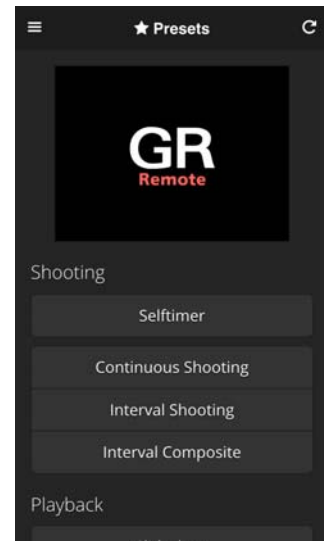 Presets
GR
Remote
Shooting
Selftimer
Continuous Shooting
Interval Shooting
Interval Composite
Playback